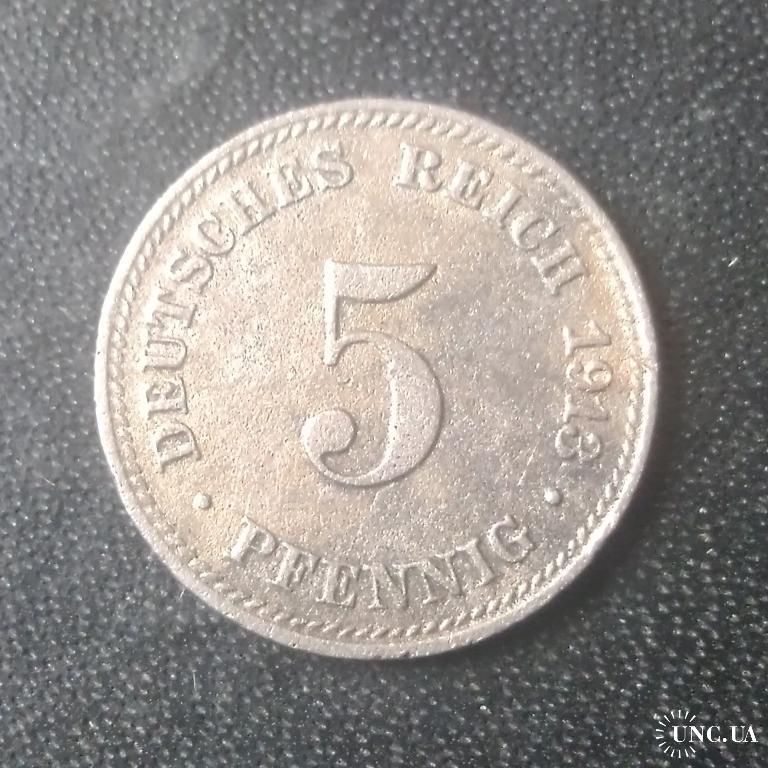 DEUTSCHES REICH 1913
5
• PFENNIG •
UNC.UA